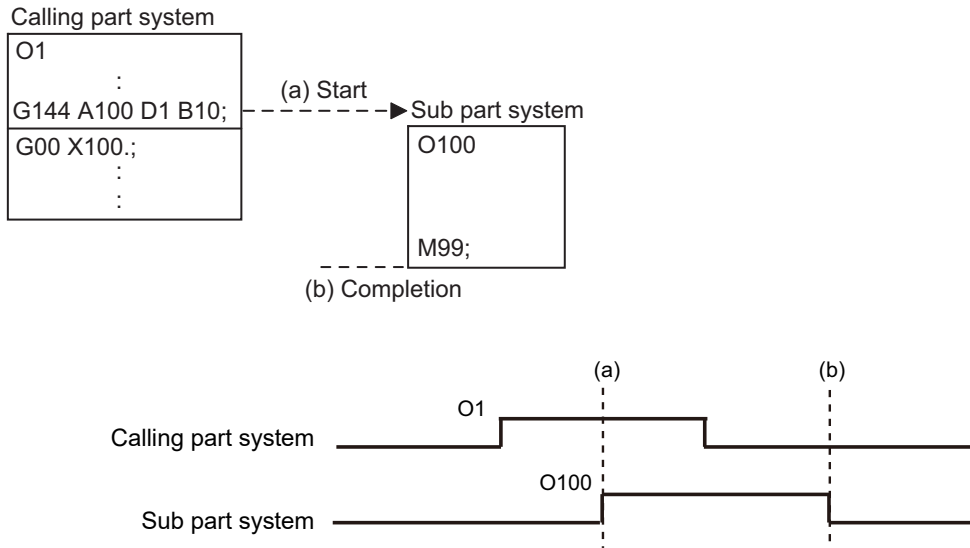 Calling part system
O1
:
G144 A100 D1 B10;
G00 X100.;
:
:
(a) Start
Sub part system
O100
M99;
(b) Completion
(a)
(b)
O1
Calling part system
O100
Sub part system